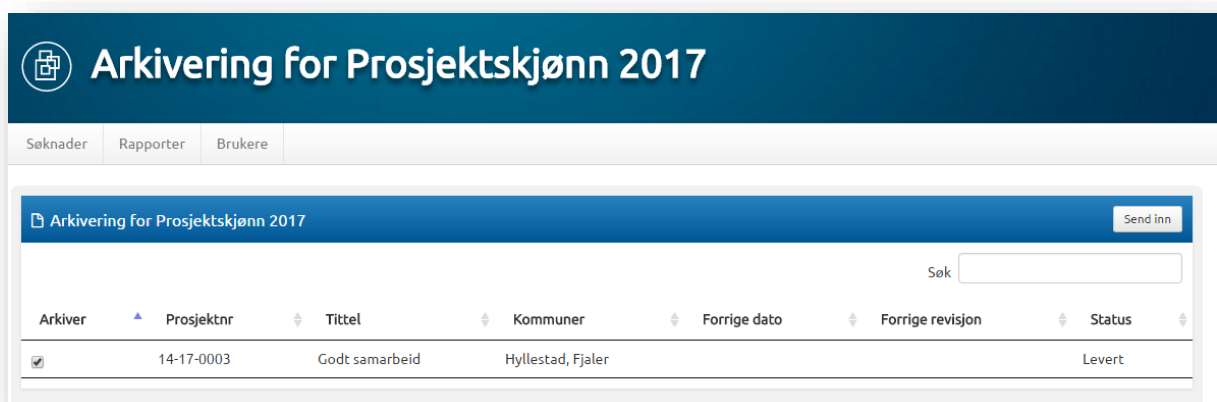 Arkivering for Prosjektskjønn 2017
Søknader Rapporter Brukere
Arkivering for Prosjektskjønn 2017 Send inn
Søk
Arkiver Prosjektnr Tittel Kommuner Forrige dato Forrige revisjon Status
14-17-0003 Godt samarbeid Hyllestad, Fjaler Levert